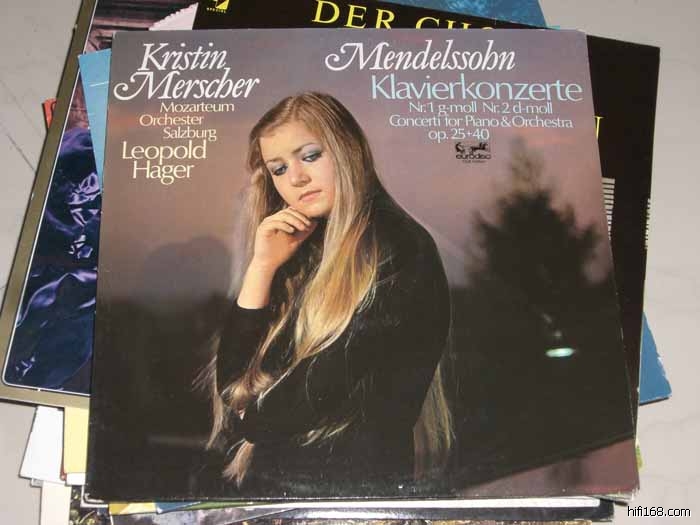 DER
Kristin
Merscher
Mozarteum
Orchester
Salzburg
Leopold
Hager
Mendelssohn
Klavierkonzerte
Nr. 1 g-moll Nr. 2 d-moll
Concerti for Piano & Orchestra
op. 25+40
eurodisc
hifi168.com